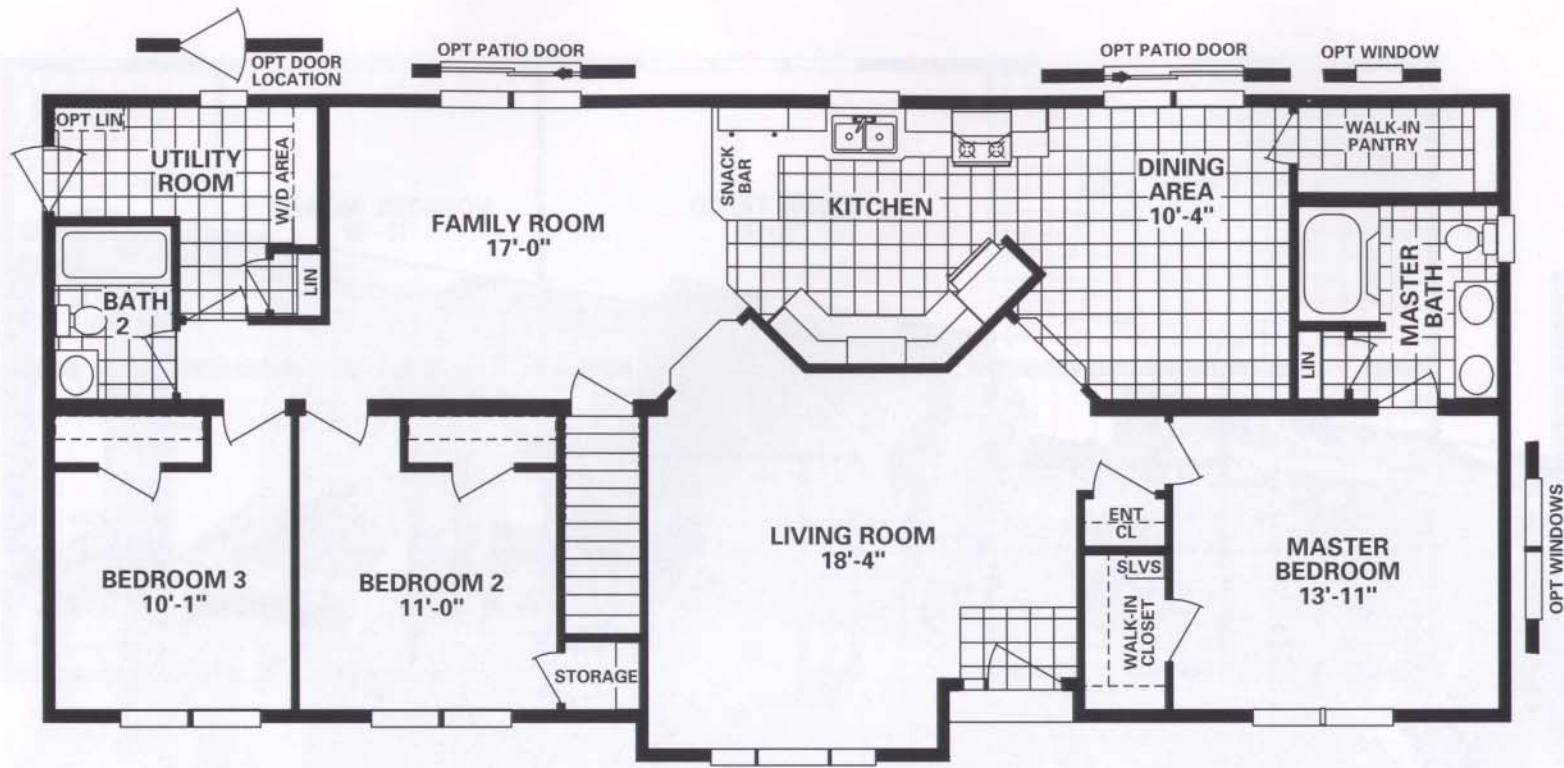 OPT DOOR
LOCATION
OPT PATIO DOOR
OPT PATIO DOOR
OPT WINDOW
OPT LIN
UTILITY
ROOM
W/D AREA
LIN
BATH
2
FAMILY ROOM
17'-0"
SNACK
BAR
KITCHEN
DINING
AREA
10'-4"
WALK-IN
PANTRY
MASTER
BATH
LIN
BEDROOM 3
10'-1"
BEDROOM 2
11'-0"
STORAGE
LIVING ROOM
18'-4"
ENT
CL
SLVS
WALK-IN
CLOSET
MASTER
BEDROOM
13'-11"
OPT WINDOWS